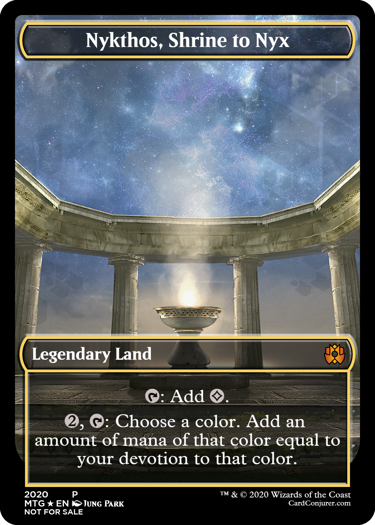 Nykthos, Shrine to Nyx
Legendary Land
: Add .
2, : Choose a color. Add an
amount of mana of that color equal to
your devotion to that color.
2020 P
MTG ★ EN Jung Park
NOT FOR SALE
™ & © 2020 Wizards of the Coast
CardConjurer.com